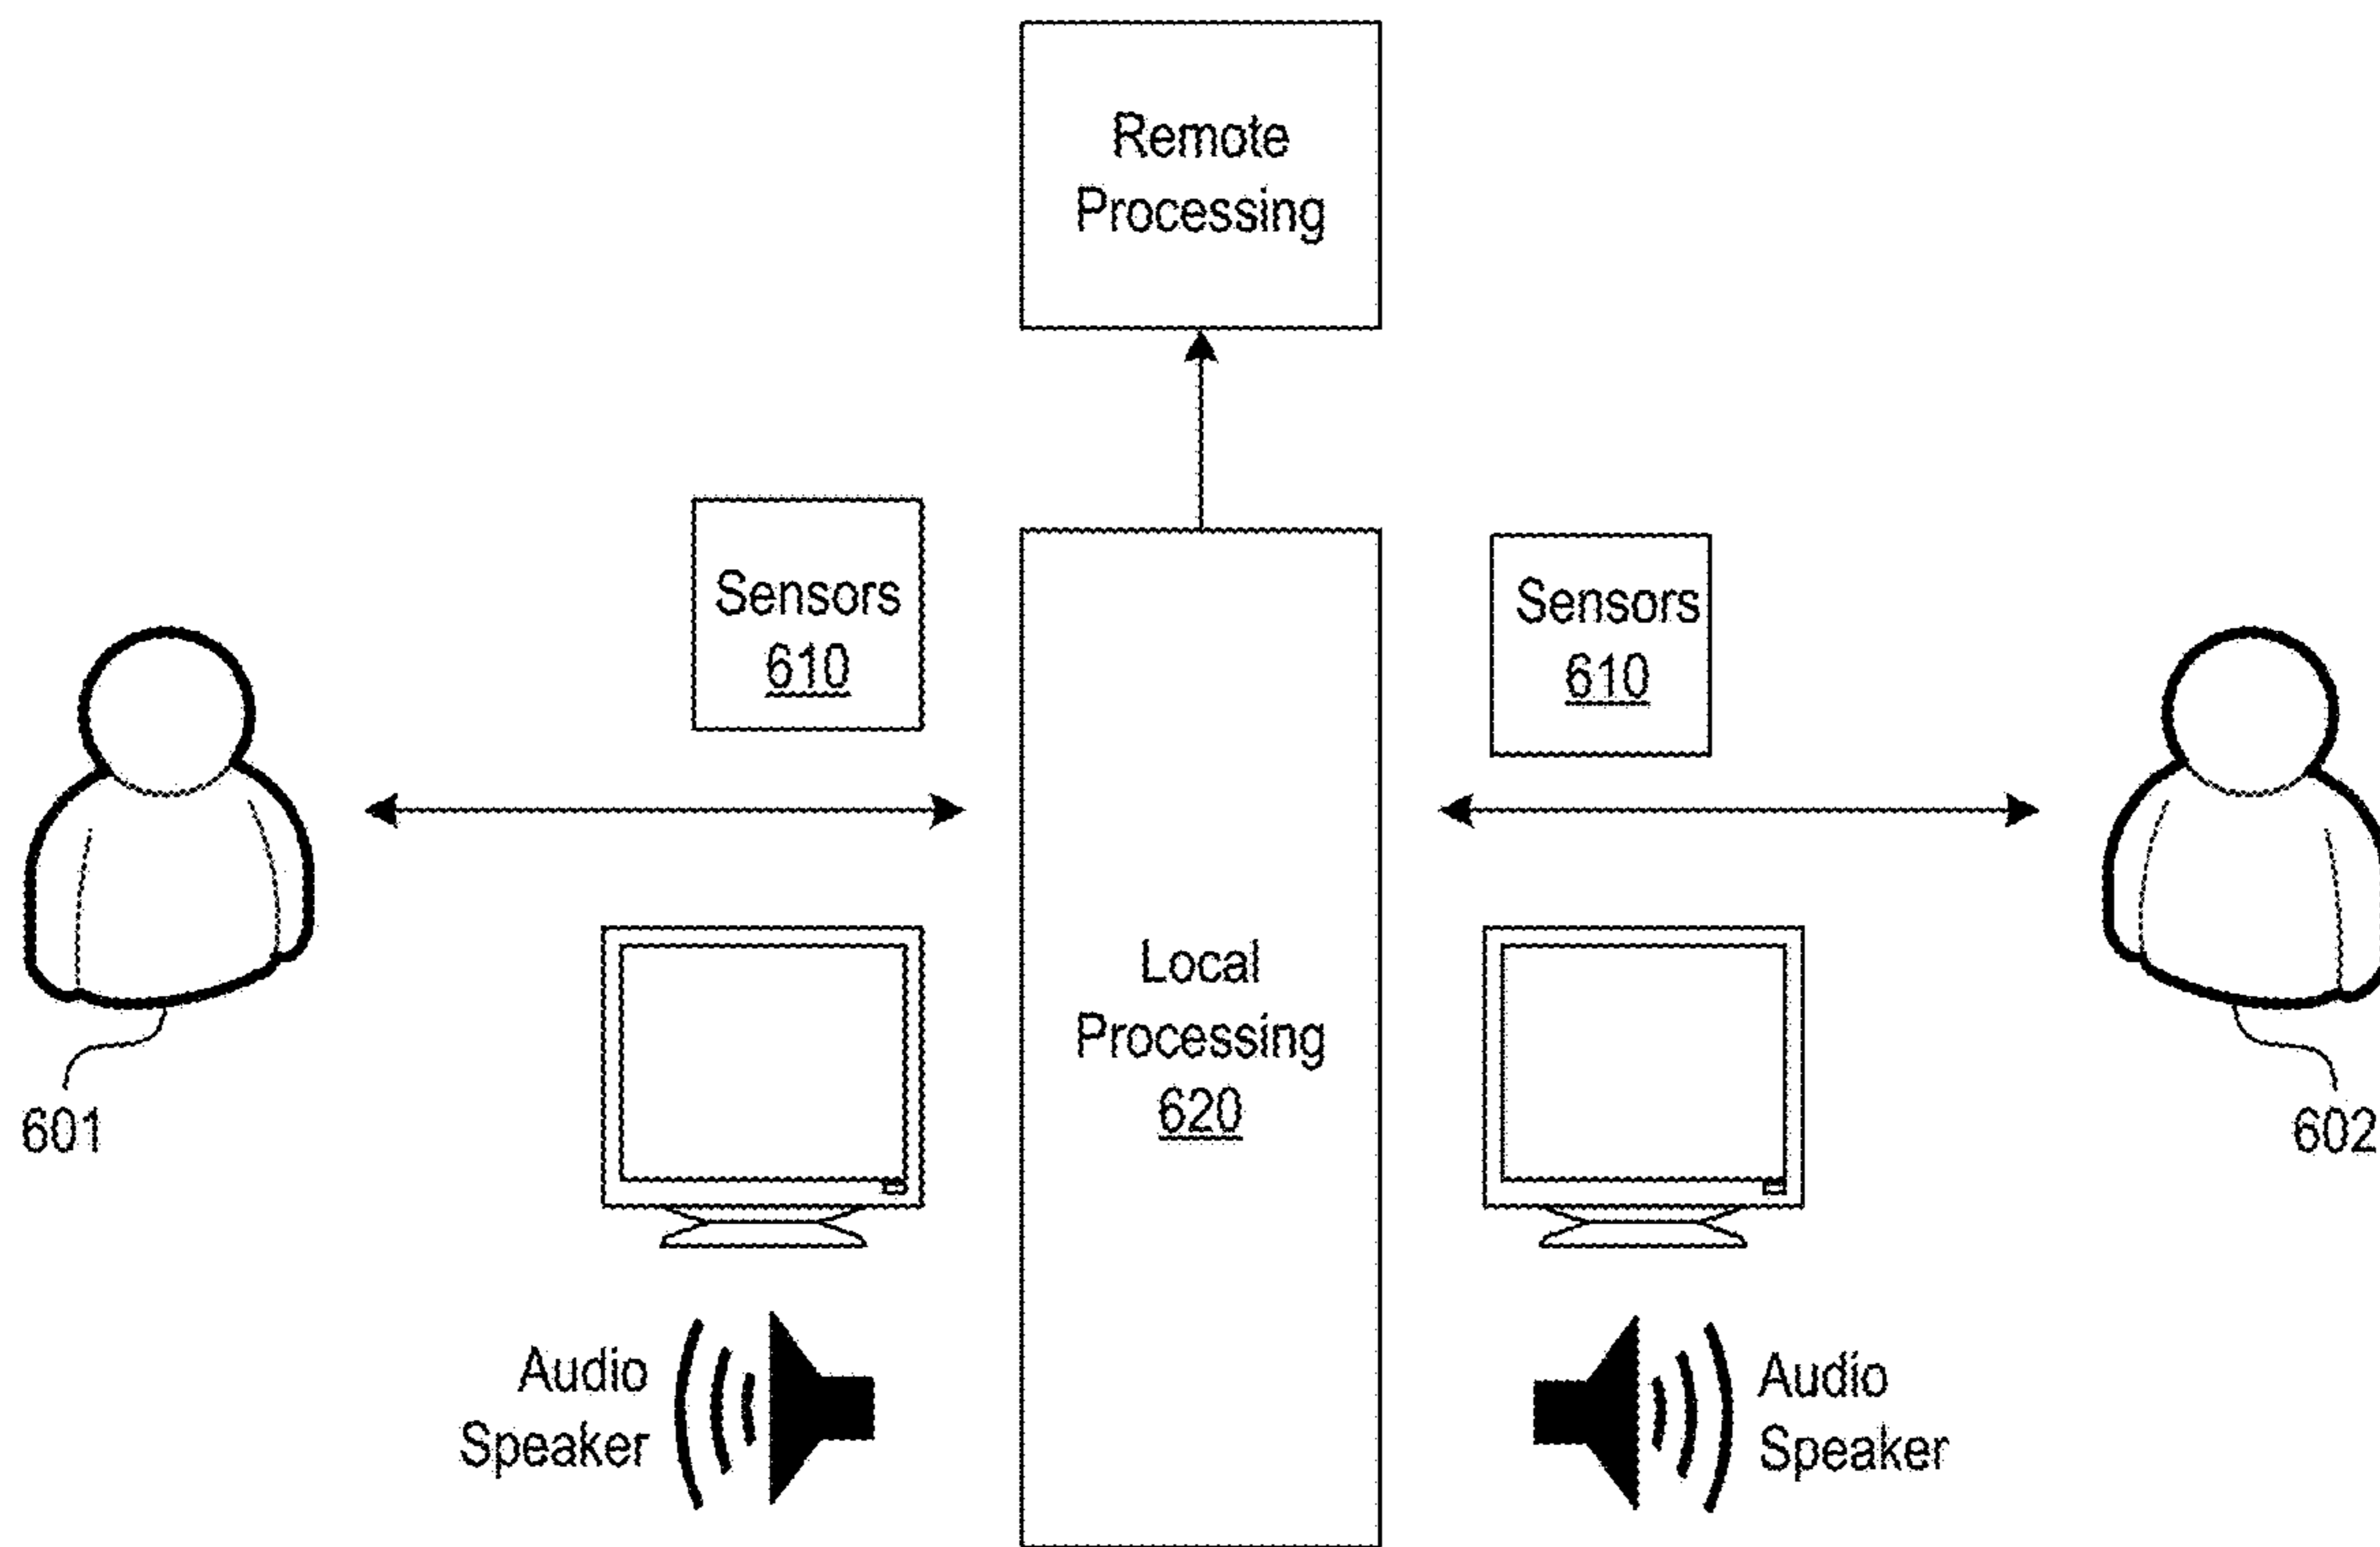 Remote
Processing
Sensors
610
Sensors
610
Local
Processing
620
601
602
Audio
Speaker
Audio
Speaker